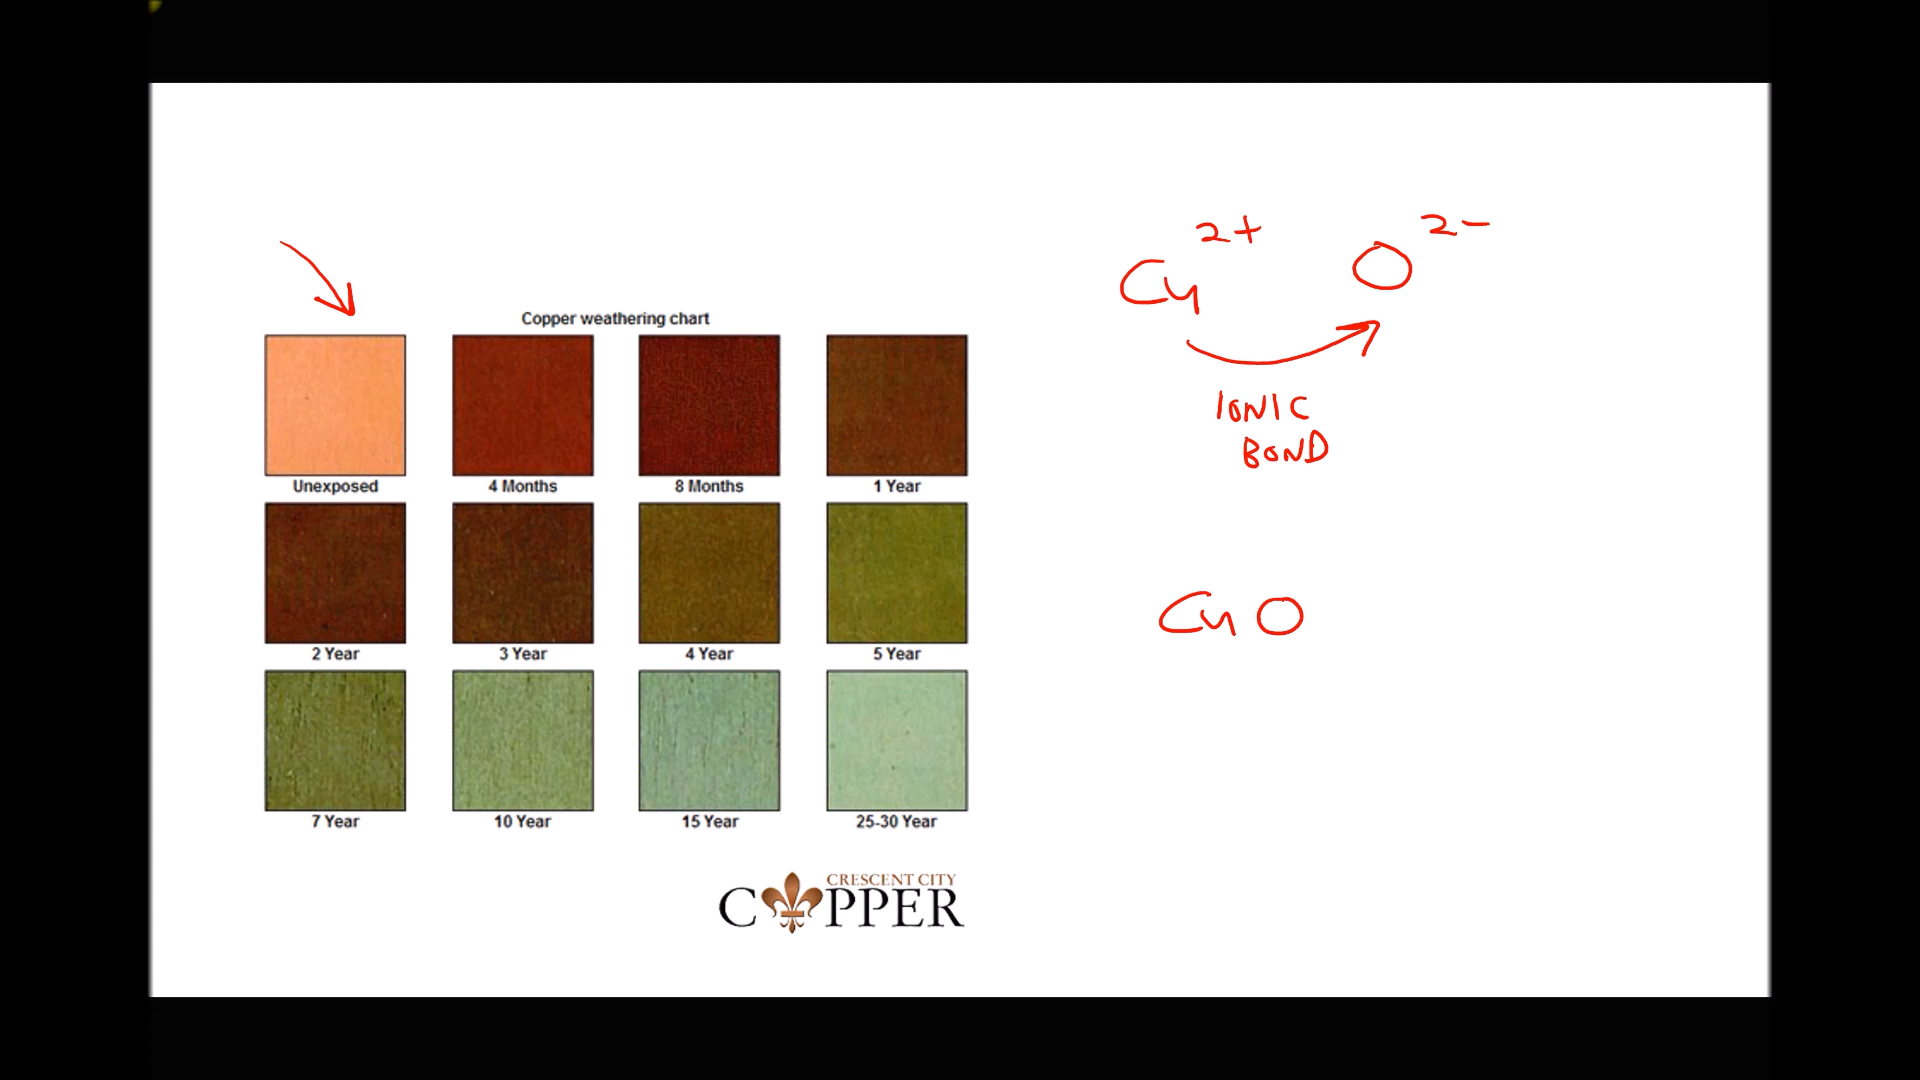 Copper weathering chart
Unexposed 4 Months 8 Months 1 Year
2 Year 3 Year 4 Year 5 Year
7 Year 10 Year 15 Year 25-30 Year
CRESCENT CITY
COPPER
Cu 2+ O 2-
IONIC
BOND
CuO